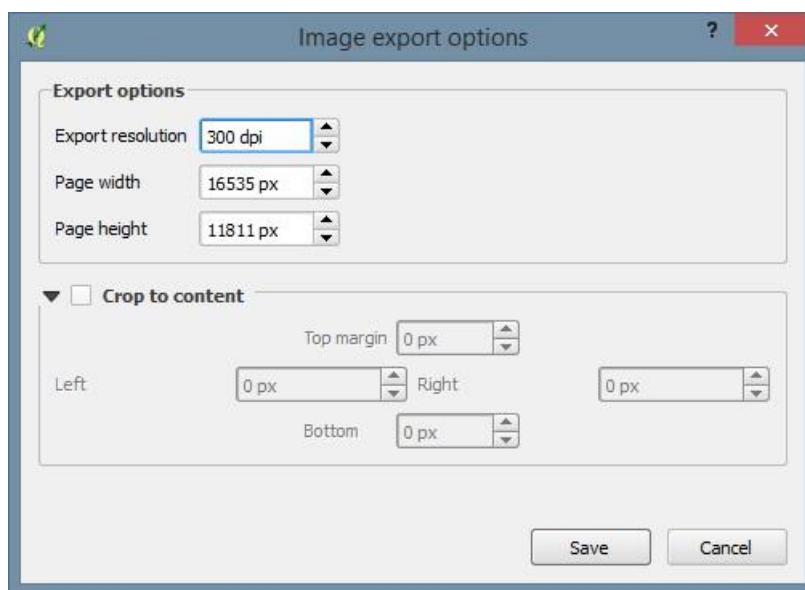 Image export options ?
Export options
Export resolution 300 dpi
Page width 16535 px
Page height 11811 px
Crop to content
Top margin 0 px
Left 0 px Right 0 px
Bottom 0 px
Save Cancel